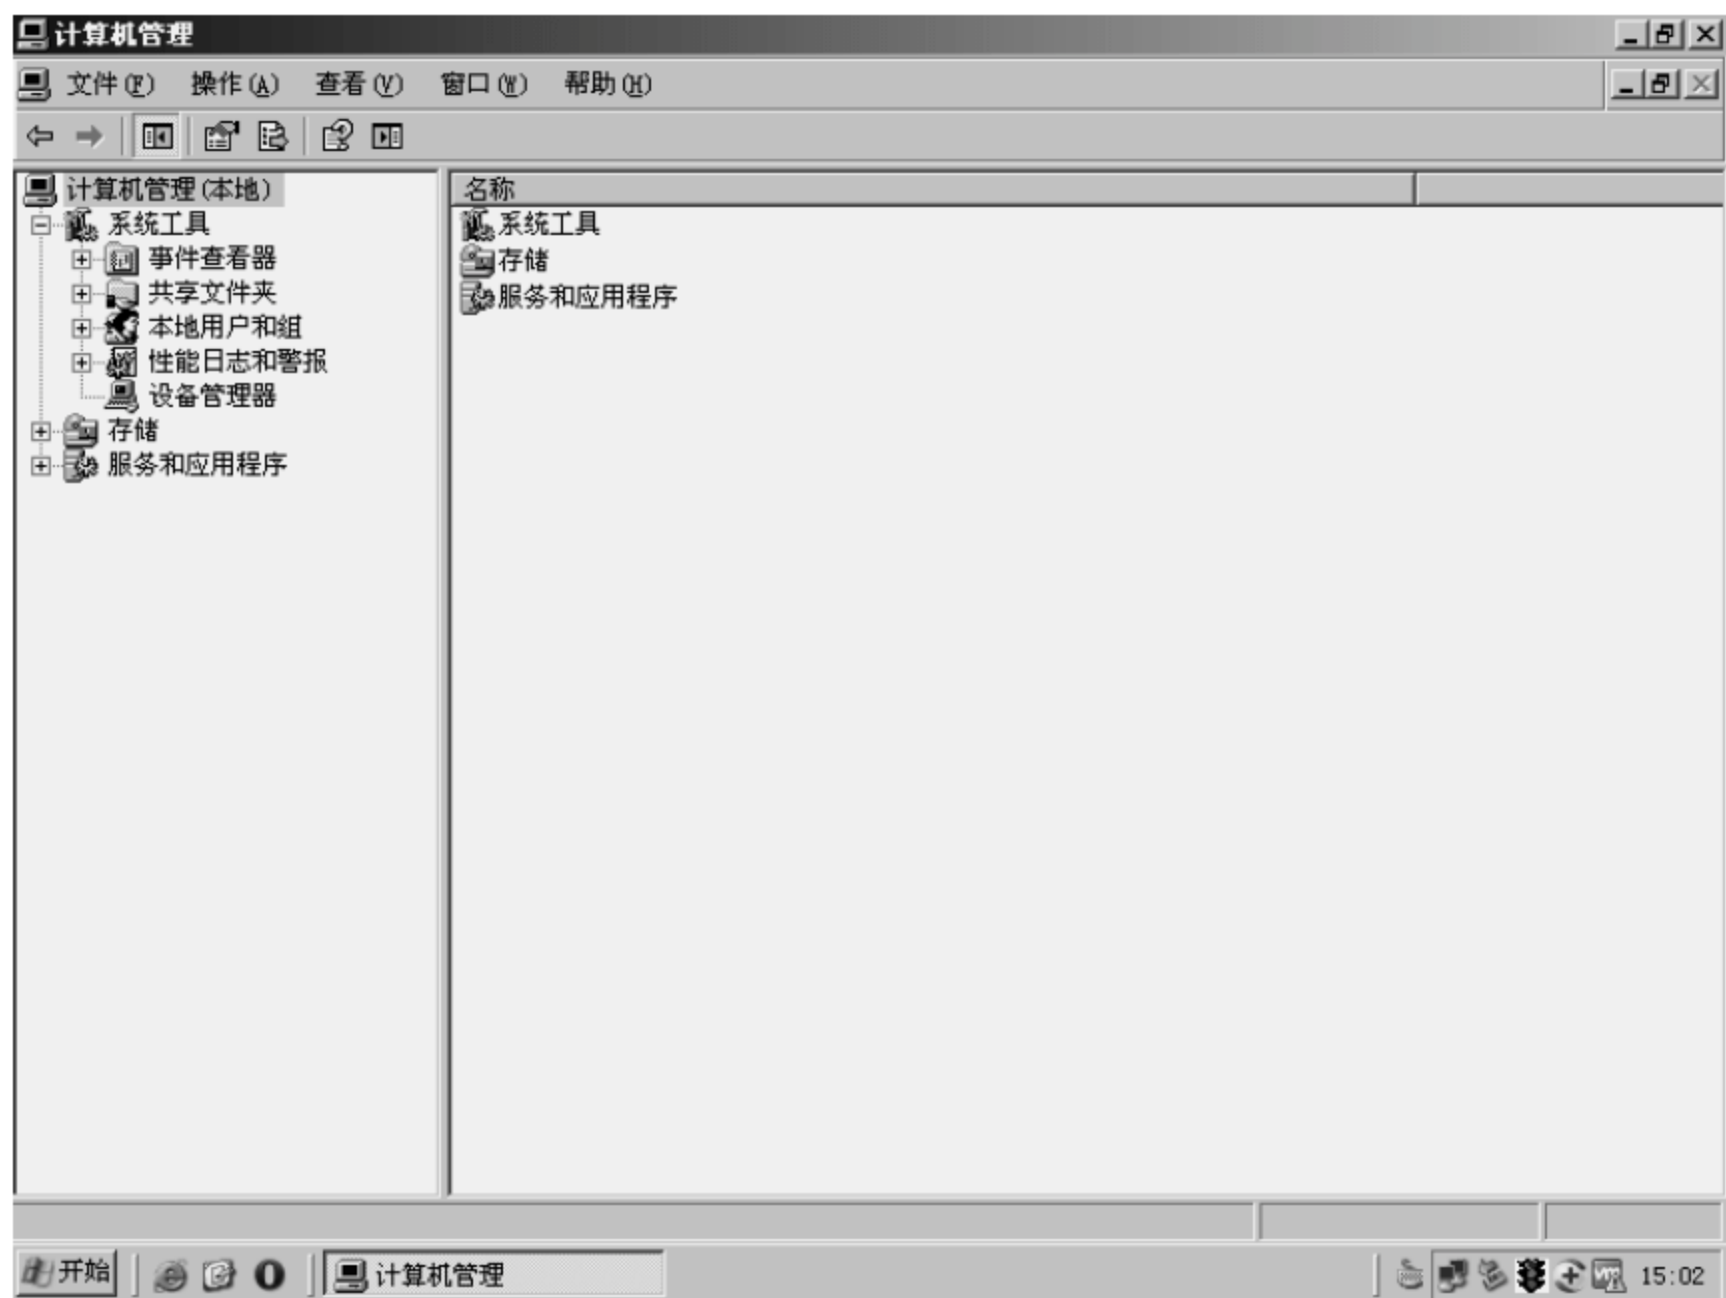 计算机管理
文件(F) 操作(A) 查看(V) 窗口(W) 帮助(H)
计算机管理(本地)
系统工具
事件查看器
共享文件夹
本地用户和组
性能日志和警报
设备管理器
存储
服务和应用程序
名称
系统工具
存储
服务和应用程序
开始 计算机管理 15:02